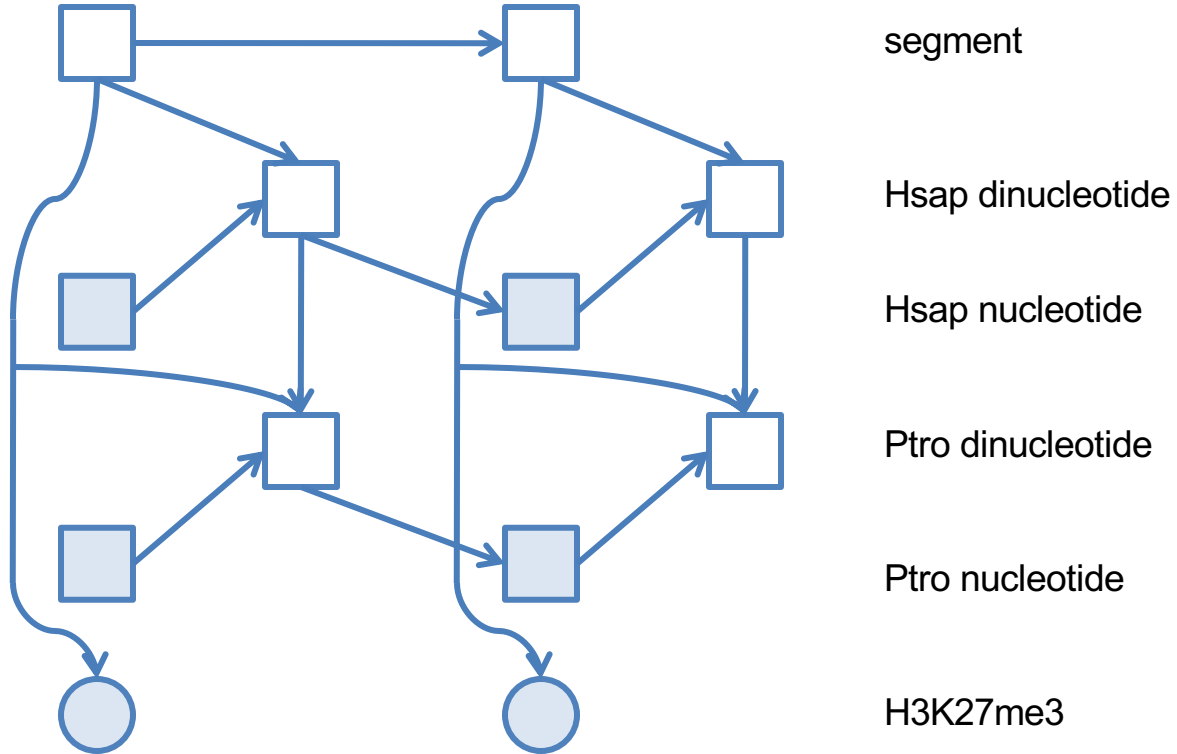 segment
Hsap dinucleotide
Hsap nucleotide
Ptro dinucleotide
Ptro nucleotide
H3K27me3